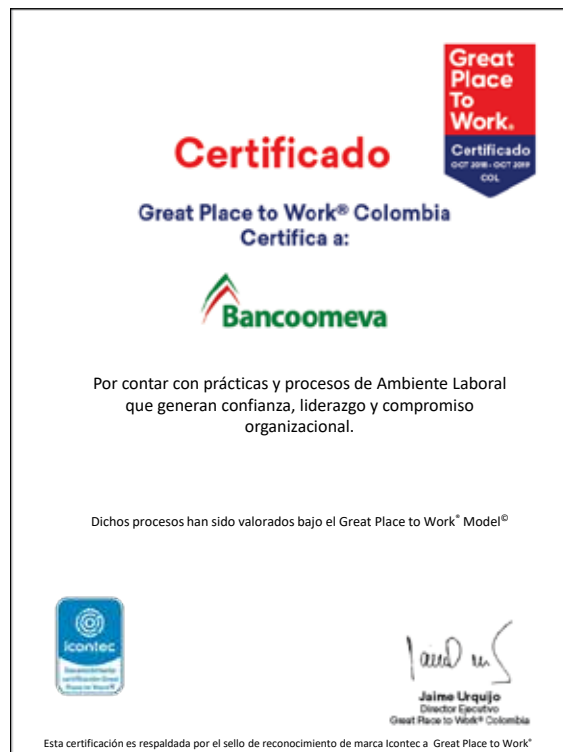 Great
Place
To
Work.
Certificado
OCT 2018 - OCT 2019
COL
Certificado
Great Place to Work® Colombia
Certifica a:
Bancoomeva
Por contar con prácticas y procesos de Ambiente Laboral
que generan confianza, liderazgo y compromiso
organizacional.
Dichos procesos han sido valorados bajo el Great Place to Work® Model©
icontec
Jaime Urquijo
Director Ejecutivo
Great Place to Work® Colombia
Esta certificación es respaldada por el sello de reconocimiento de marca Icontec a Great Place to Work®